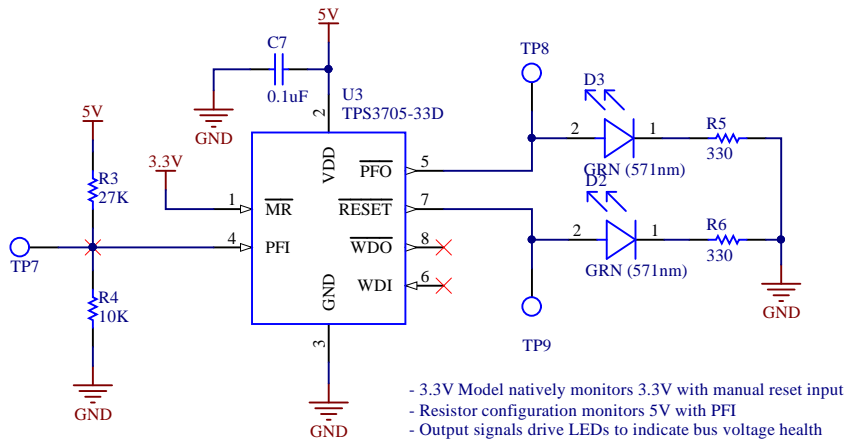 5V
C7
0.1uF
GND
U3
TPS3705-33D
TP8
D3
2
1
GRN (571nm)
R5
330
5V
R3
27K
3.3V
1
MR
4
PFI
TP7
R4
10K
GND
2
VDD
PFO
5
RESET
7
WDO
8
WDI
6
GND
3
GND
D2
2
1
GRN (571nm)
R6
330
GND
TP9
- 3.3V Model natively monitors 3.3V with manual reset input
- Resistor configuration monitors 5V with PFI
- Output signals drive LEDs to indicate bus voltage health